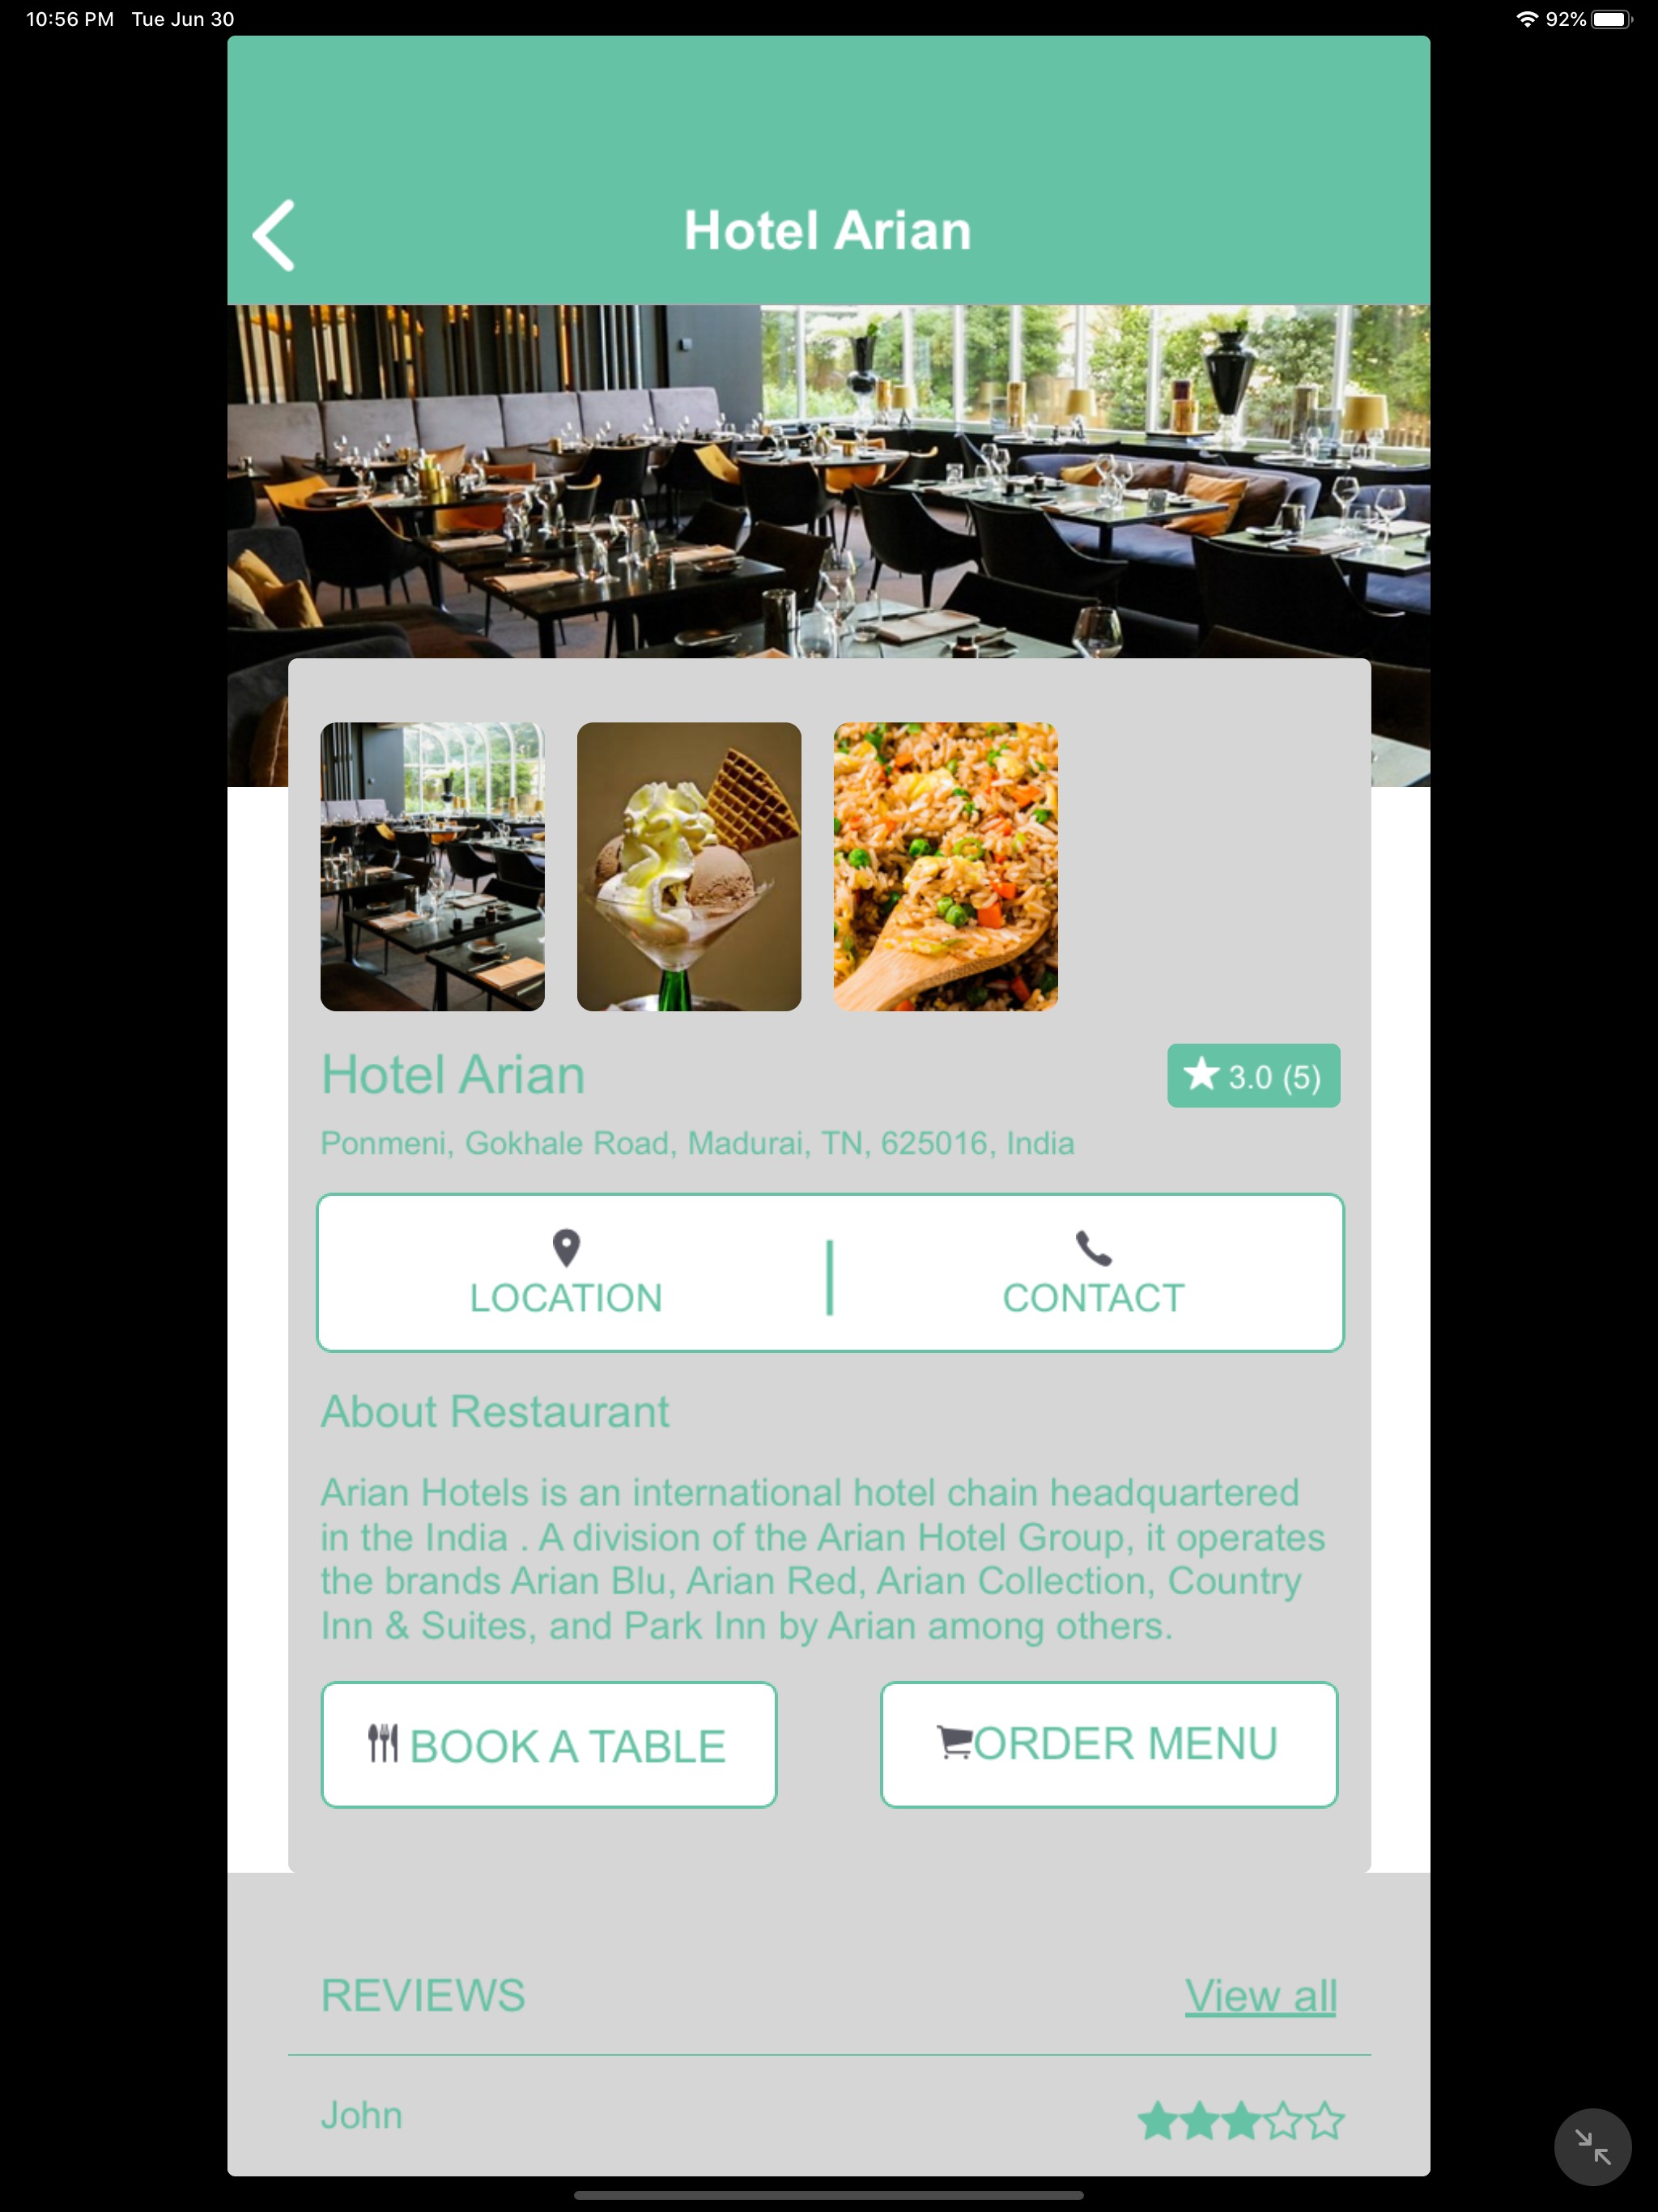 10:56 PM Tue Jun 30
92%
Hotel Arian
Hotel Arian
3.0 (5)
Ponmeni, Gokhale Road, Madurai, TN, 625016, India
LOCATION
CONTACT
About Restaurant
Arian Hotels is an international hotel chain headquartered
in the India . A division of the Arian Hotel Group, it operates
the brands Arian Blu, Arian Red, Arian Collection, Country
Inn & Suites, and Park Inn by Arian among others.
BOOK A TABLE
ORDER MENU
REVIEWS
View all
John